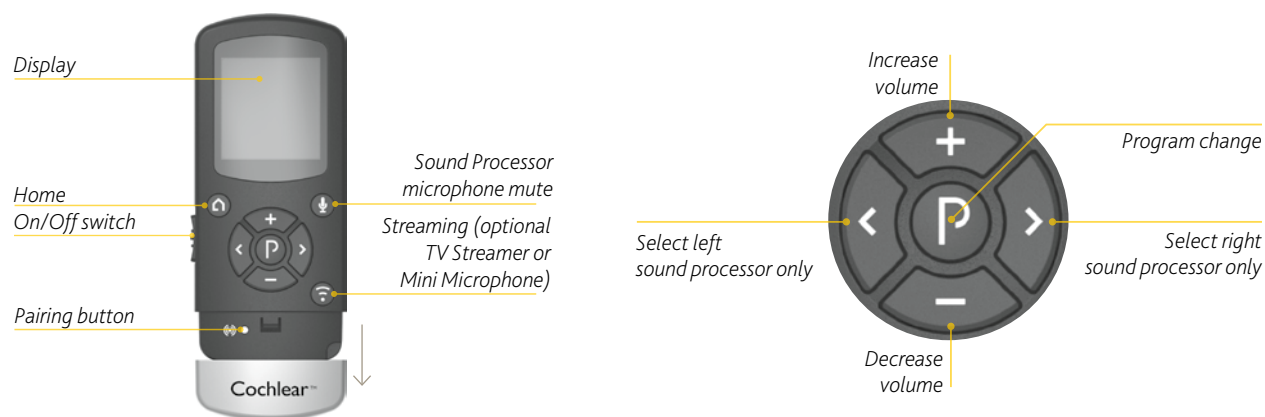 Display
Home
On/Off switch
Pairing button
Sound Processor
microphone mute
Streaming (optional
TV Streamer or
Mini Microphone)
P
Cochlear™
Increase
volume
Program change
Select left
sound processor only
P
Select right
sound processor only
Decrease
volume